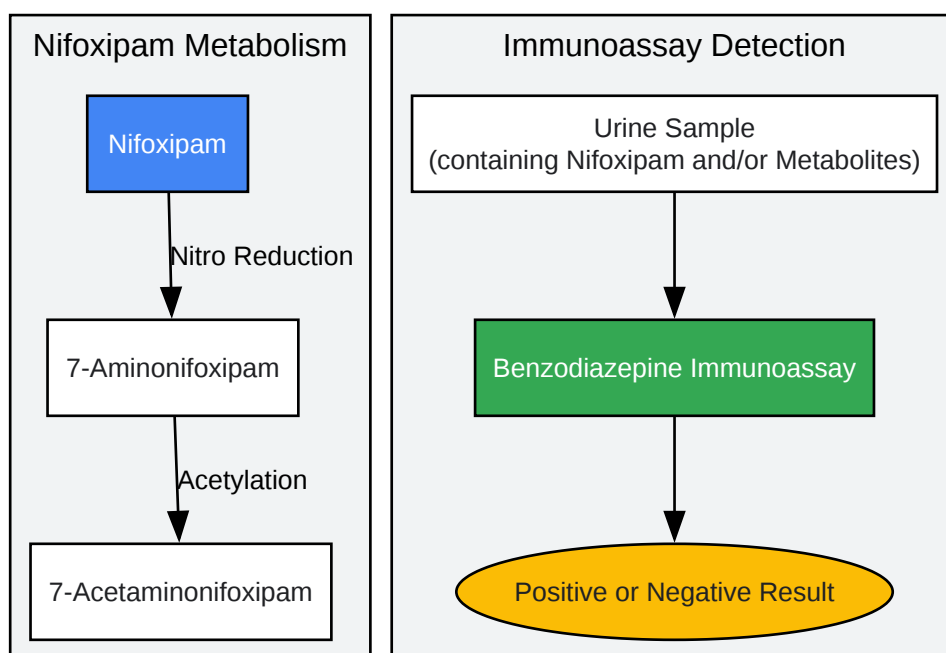 Nifoxipam Metabolism
Nifoxipam
Nitro Reduction
7-Aminonifoxipam
Acetylation
7-Acetaminonifoxipam
Immunoassay Detection
Urine Sample
(containing Nifoxipam and/or Metabolites)
Benzodiazepine Immunoassay
Positive or Negative Result